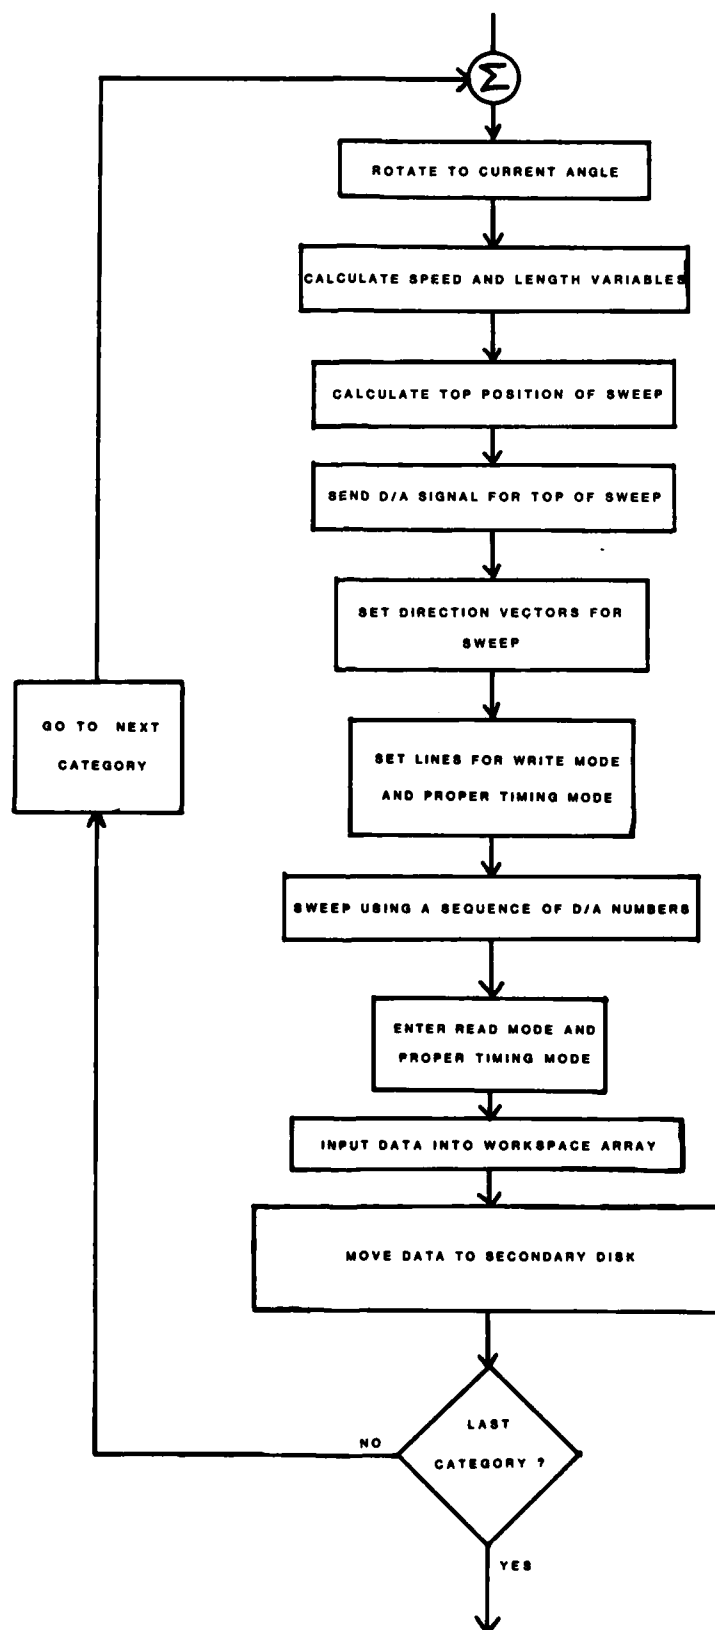 Σ
ROTATE TO CURRENT ANGLE
CALCULATE SPEED AND LENGTH VARIABLES
CALCULATE TOP POSITION OF SWEEP
SEND D/A SIGNAL FOR TOP OF SWEEP
SET DIRECTION VECTORS FOR
SWEEP
GO TO NEXT
CATEGORY
SET LINES FOR WRITE MODE
AND PROPER TIMING MODE
SWEEP USING A SEQUENCE OF D/A NUMBERS
ENTER READ MODE AND
PROPER TIMING MODE
INPUT DATA INTO WORKSPACE ARRAY
MOVE DATA TO SECONDARY DISK
LAST
CATEGORY ?
NO
YES